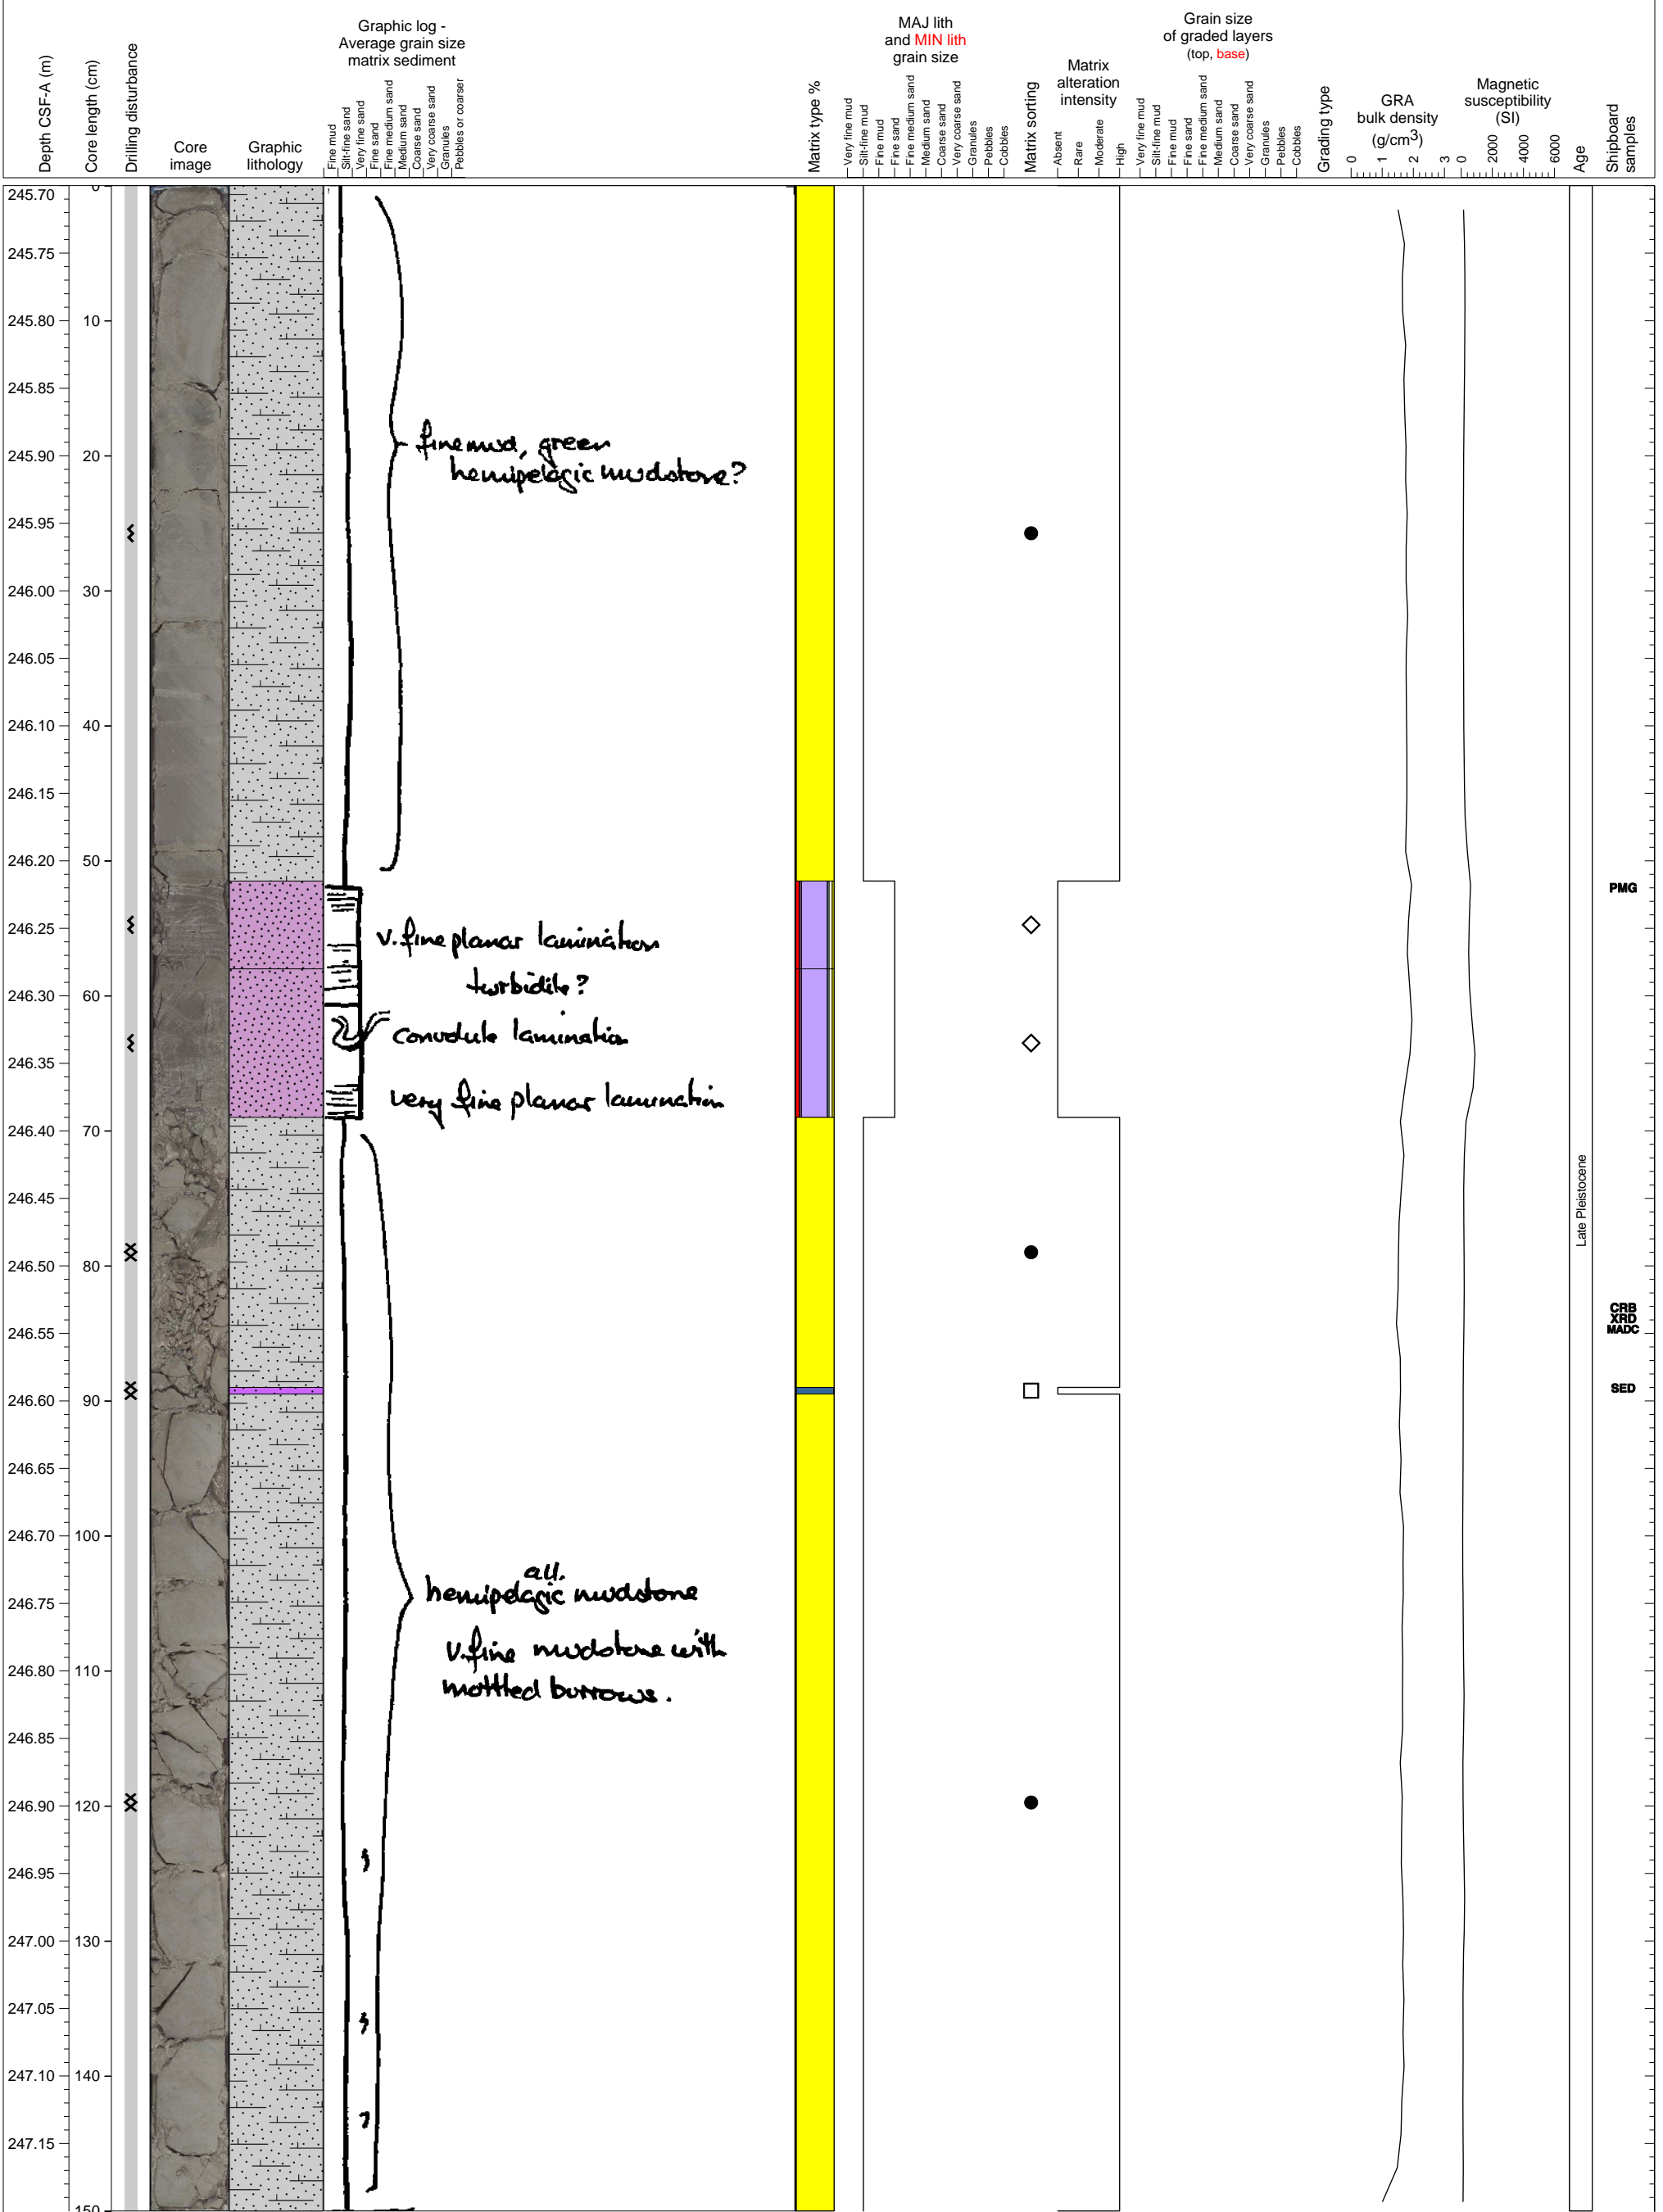 Depth CSF-A (m)
Core length (cm)
Drilling disturbance
Core
image
Graphic
lithology
Graphic log -
Average grain size
matrix sediment
Fine mud
Silt-fine sand
Very fine sand
Fine sand
Fine medium sand
Medium sand
Coarse sand
Very coarse sand
Granules
Pebbles or coarser
Matrix type %
MAJ lith
and MIN lith
grain size
Very fine mud
Silt-fine mud
Fine mud
Fine sand
Fine medium sand
Medium sand
Coarse sand
Very coarse sand
Granules
Pebbles
Cobbles
Matrix sorting
Matrix
alteration
intensity
Absent
Rare
Moderate
High
Grain size
of graded layers
(top, base)
Very fine mud
Silt-fine mud
Fine mud
Fine sand
Fine medium sand
Medium sand
Coarse sand
Very coarse sand
Granules
Pebbles
Cobbles
Grading type
GRA
bulk density
(g/cm3)
0 1 2 3
Magnetic
susceptibility
(SI)
0 2000 4000 6000
Age
Shipboard
samples
245.70 0
245.75
245.80 10
245.85
fine mud, green
245.90 20
hemipelagic mudstone?
245.95
246.00 30
246.05
246.10 40
246.15
246.20 50
PMG
246.25
v. fine planar lamination
turbidite?
246.30 60
convolute lamination
246.35
very fine planar lamination
246.40 70
246.45
Late Pleistocene
246.50 80
CRB
XRD
MADC
246.55
SED
246.60 90
246.65
246.70 100
all.
hemipelagic mudstone
246.75
v. fine mudstone with
246.80 110
mottled burrows.
246.85
246.90 120
246.95
247.00 130
247.05
247.10 140
247.15
150